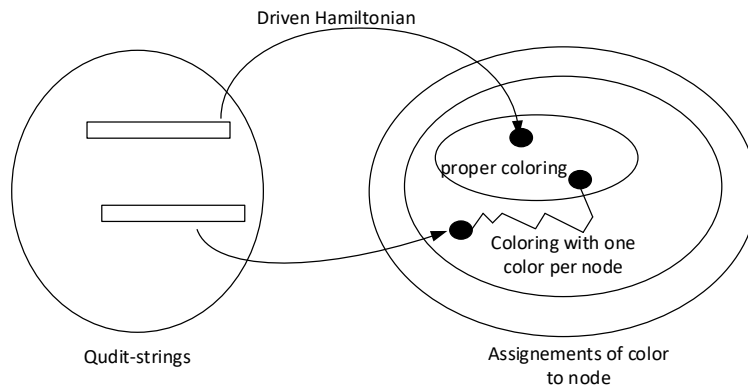 Driven Hamiltonian
proper coloring
Coloring with one
color per node
Qudit-strings
Assignements of color
to node